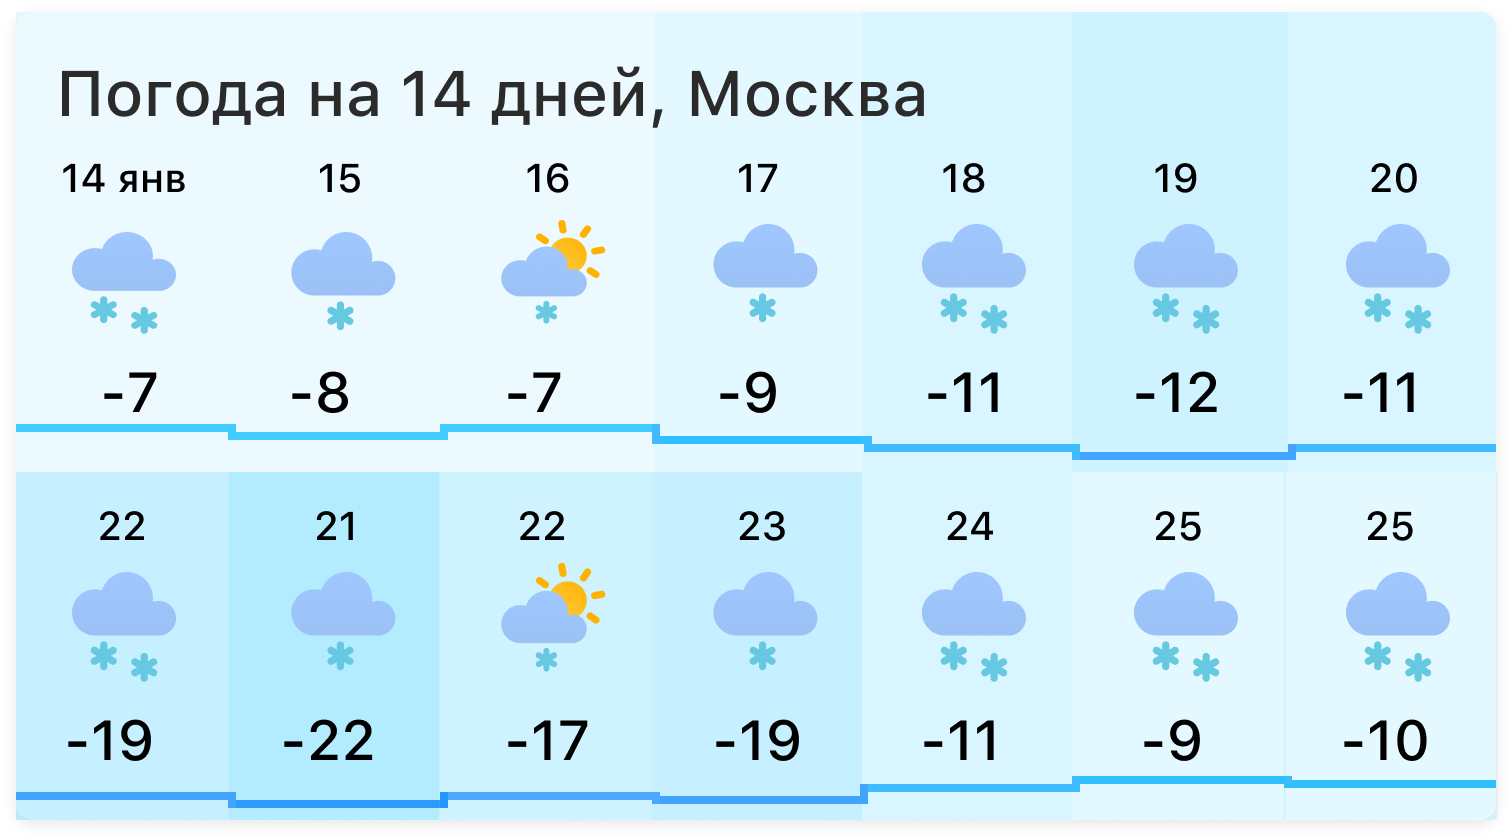 Погода на 14 дней, Москва
14 янв 15 16 17 18 19 20
-7 -8 -7 -9 -11 -12 -11
22 21 22 23 24 25 25
-19 -22 -17 -19 -11 -9 -10